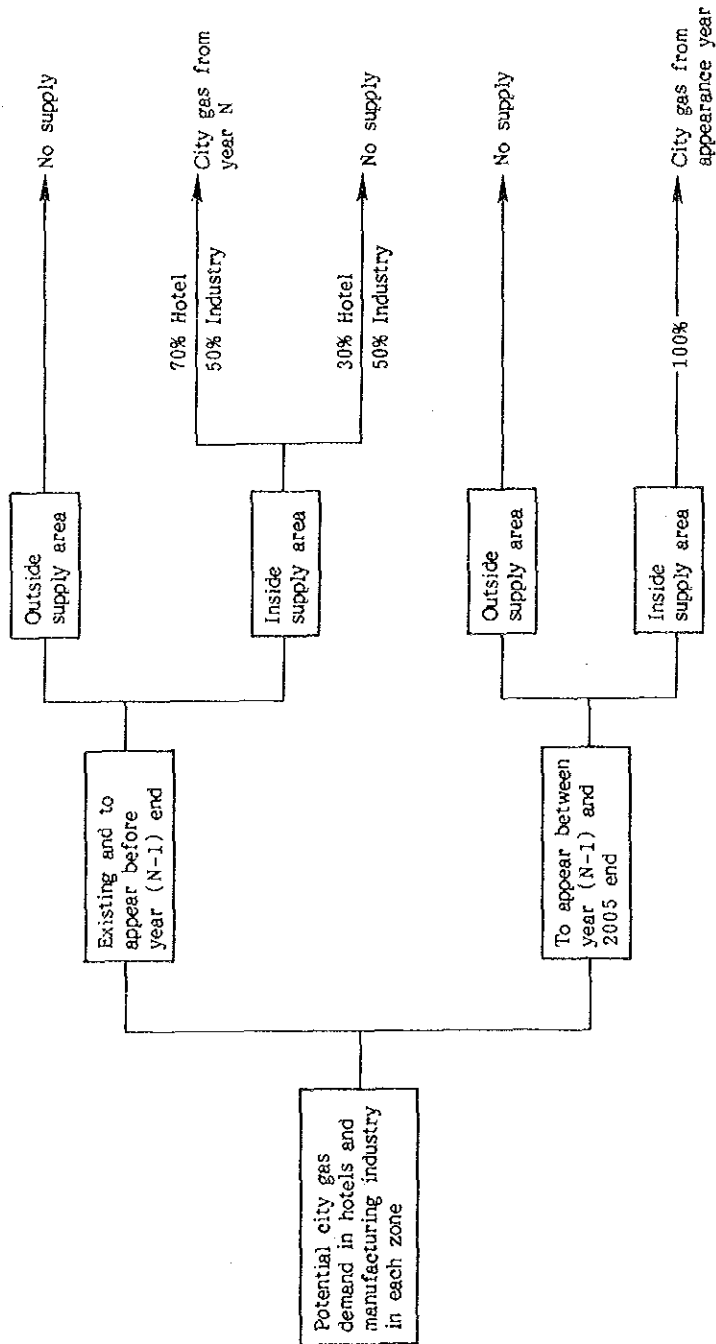 Potential city gas
demand in hotels and
manufacturing industry
in each zone
Existing and to
appear before
year (N-1) end
Outside
supply area
No supply
Inside
supply area
70% Hotel
50% Industry
City gas from
year N
30% Hotel
50% Industry
No supply
To appear between
year (N-1) and
2005 end
Outside
supply area
No supply
Inside
supply area
100%
City gas from
appearance year